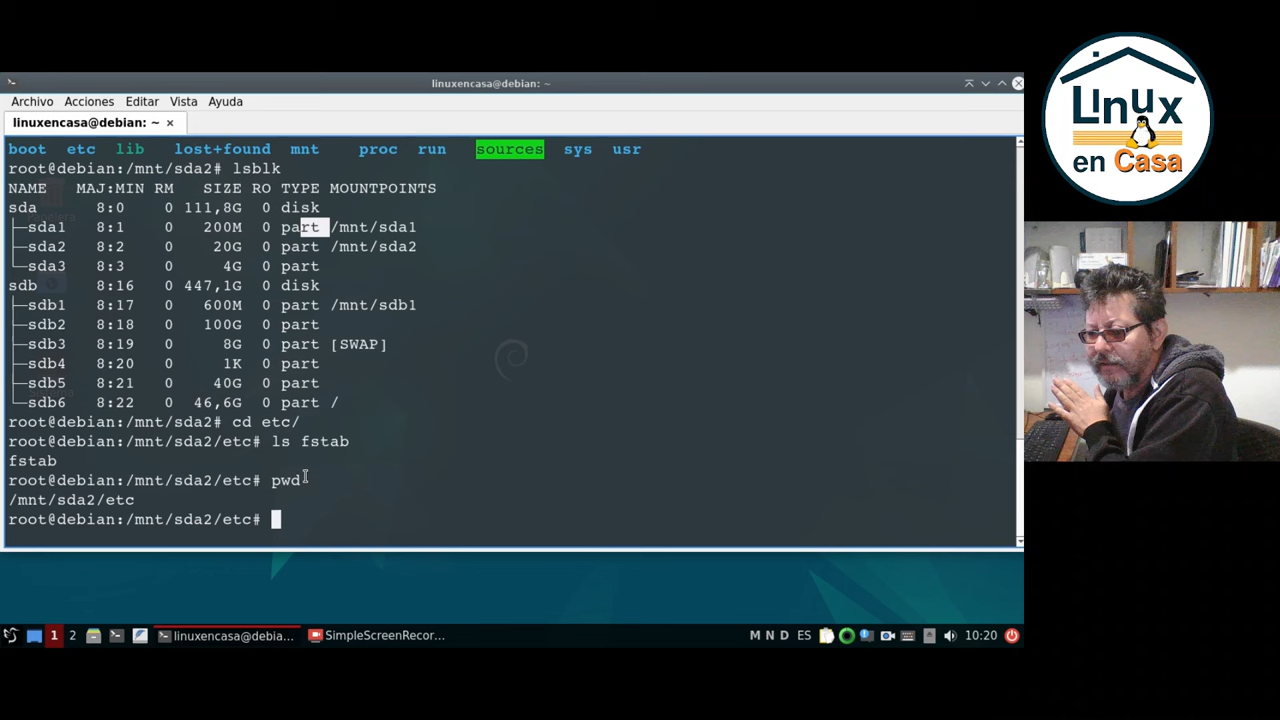 linuxencasa@debian: ~
Archivo Acciones Editar Vista Ayuda
linuxencasa@debian: ~ ×
boot etc lib lost+found mnt proc run sources sys usr
root@debian:/mnt/sda2# lsblk
NAME MAJ:MIN RM SIZE RO TYPE MOUNTPOINTS
sda 8:0 0 111,8G 0 disk
├─sda1 8:1 0 200M 0 part /mnt/sda1
├─sda2 8:2 0 20G 0 part /mnt/sda2
└─sda3 8:3 0 4G 0 part
sdb 8:16 0 447,1G 0 disk
├─sdb1 8:17 0 600M 0 part /mnt/sdb1
├─sdb2 8:18 0 100G 0 part
├─sdb3 8:19 0 8G 0 part [SWAP]
├─sdb4 8:20 0 1K 0 part
├─sdb5 8:21 0 40G 0 part
└─sdb6 8:22 0 46,6G 0 part /
root@debian:/mnt/sda2# cd etc/
root@debian:/mnt/sda2/etc# ls fstab
fstab
root@debian:/mnt/sda2/etc# pwd
/mnt/sda2/etc
root@debian:/mnt/sda2/etc#
1 2 linuxencasa@debia... SimpleScreenRecor... M N D ES 10:20
Linux
en Casa